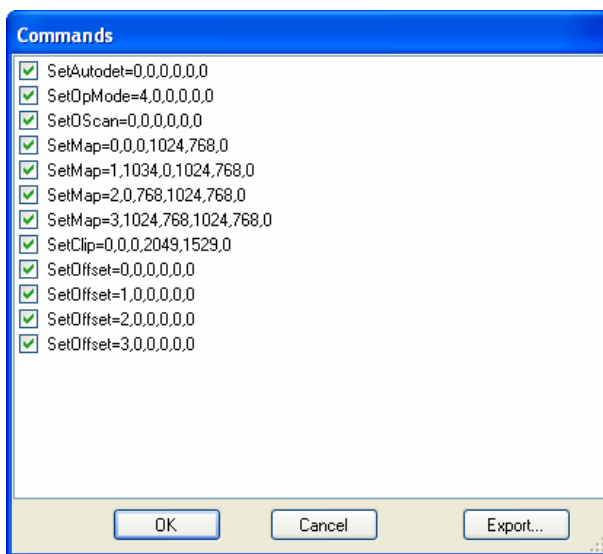 Commands
SetAutodet=0,0,0,0,0,0
SetOpMode=4,0,0,0,0,0
SetOScan=0,0,0,0,0,0
SetMap=0,0,0,1024,768,0
SetMap=1,1034,0,1024,768,0
SetMap=2,0,768,1024,768,0
SetMap=3,1024,768,1024,768,0
SetClip=0,0,0,2049,1529,0
SetOffset=0,0,0,0,0,0
SetOffset=1,0,0,0,0,0
SetOffset=2,0,0,0,0,0
SetOffset=3,0,0,0,0,0
OK Cancel Export...